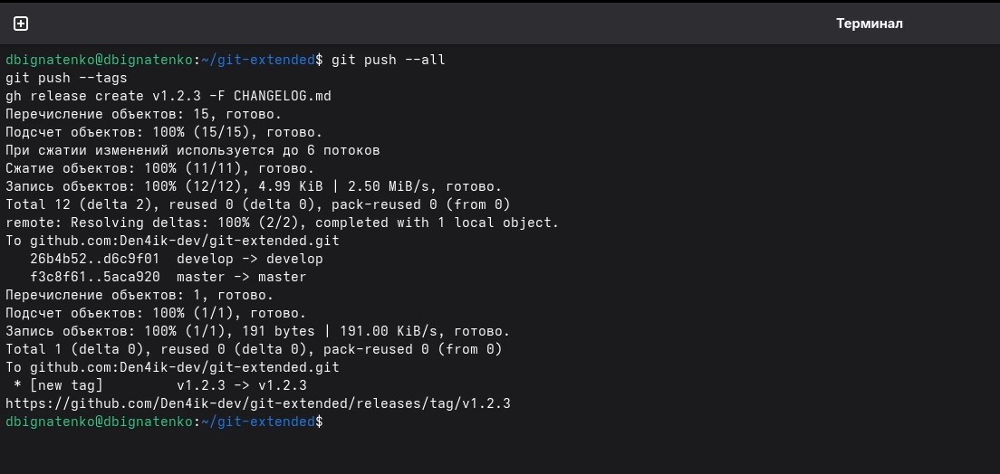 Терминал
dbignatenko@dbignatenko:~/git-extended$ git push --all
git push --tags
gh release create v1.2.3 -F CHANGELOG.md
Перечисление объектов: 15, готово.
Подсчет объектов: 100% (15/15), готово.
При сжатии изменений используется до 6 потоков
Сжатие объектов: 100% (11/11), готово.
Запись объектов: 100% (12/12), 4.99 KiB | 2.50 MiB/s, готово.
Total 12 (delta 2), reused 0 (delta 0), pack-reused 0 (from 0)
remote: Resolving deltas: 100% (2/2), completed with 1 local object.
To github.com:Den4ik-dev/git-extended.git
   26b4b52..d6c9f01  develop -> develop
   f3c8f61..5aca920  master -> master
Перечисление объектов: 1, готово.
Подсчет объектов: 100% (1/1), готово.
Запись объектов: 100% (1/1), 191 bytes | 191.00 KiB/s, готово.
Total 1 (delta 0), reused 0 (delta 0), pack-reused 0 (from 0)
To github.com:Den4ik-dev/git-extended.git
 * [new tag]         v1.2.3 -> v1.2.3
https://github.com/Den4ik-dev/git-extended/releases/tag/v1.2.3
dbignatenko@dbignatenko:~/git-extended$